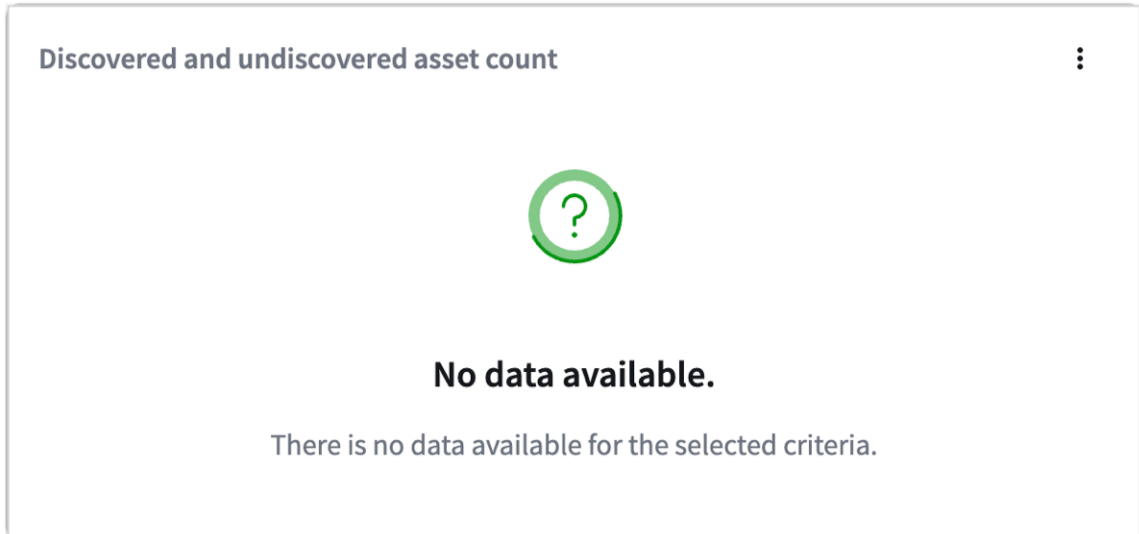 Discovered and undiscovered asset count
?
No data available.
There is no data available for the selected criteria.